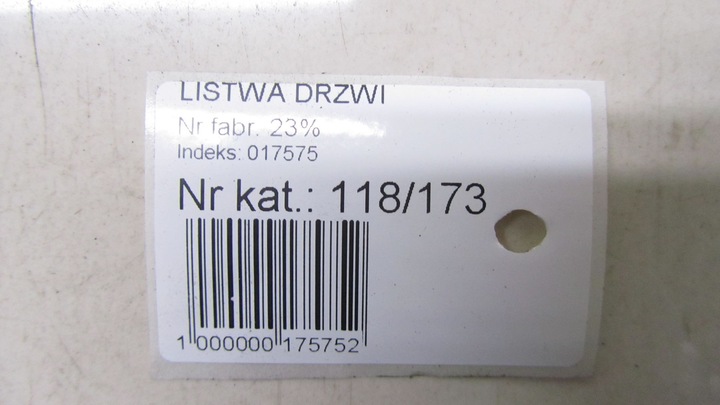 LISTWA DRZWI
Nr fabr. 23%
Indeks: 017575
Nr kat.: 118/173
1 000000 175752